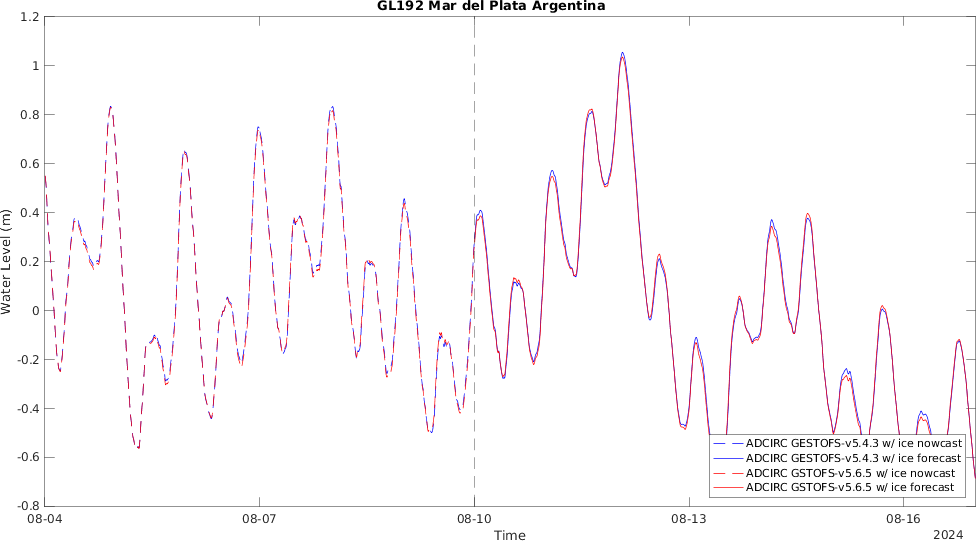 GL192 Mar del Plata Argentina
1.2
1
0.8
0.6
0.4
0.2
0
-0.2
-0.4
-0.6
-0.8
Water Level (m)
ADCIRC GESTOFS-v5.4.3 w/ ice nowcast
ADCIRC GESTOFS-v5.4.3 w/ ice forecast
ADCIRC GSTOFS-v5.6.5 w/ ice nowcast
ADCIRC GSTOFS-v5.6.5 w/ ice forecast
08-04 08-07 08-10 08-13 08-16
Time
2024